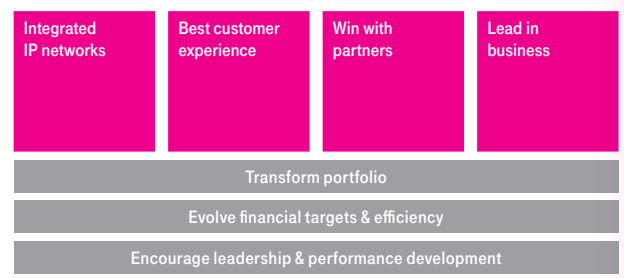 Integrated
IP networks
Best customer
experience
Win with
partners
Lead in
business
Transform portfolio
Evolve financial targets & efficiency
Encourage leadership & performance development